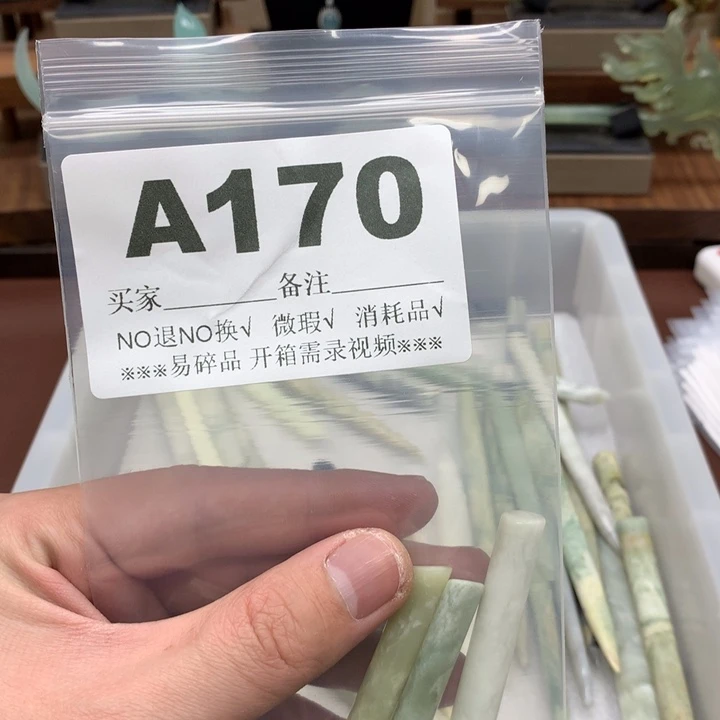 A170
买家________备注________
NO退NO换√ 微瑕√ 消耗品√
※※※易碎品 开箱需录视频※※※